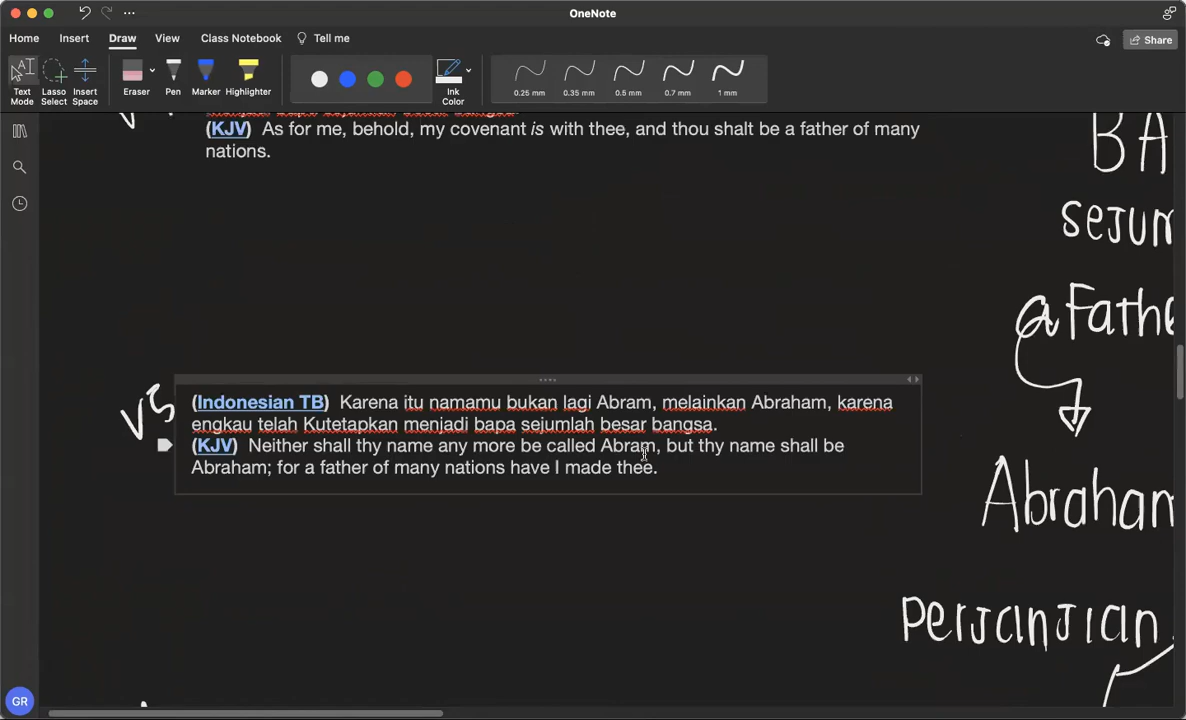 OneNote
Home Insert Draw View Class Notebook Tell me
Share
Text Mode
Lasso Select
Insert Space
Eraser
Pen
Marker
Highlighter
Ink Color
0.25 mm 0.35 mm 0.5 mm 0.7 mm 1 mm
(KJV) As for me, behold, my covenant is with thee, and thou shalt be a father of many
nations.
BA
sejum
a Fathe
V5
(Indonesian TB) Karena itu namamu bukan lagi Abram, melainkan Abraham, karena
engkau telah Kutetapkan menjadi bapa sejumlah besar bangsa.
(KJV) Neither shall thy name any more be called Abram, but thy name shall be
Abraham; for a father of many nations have I made thee.
Abraham
Perjanjian
GR